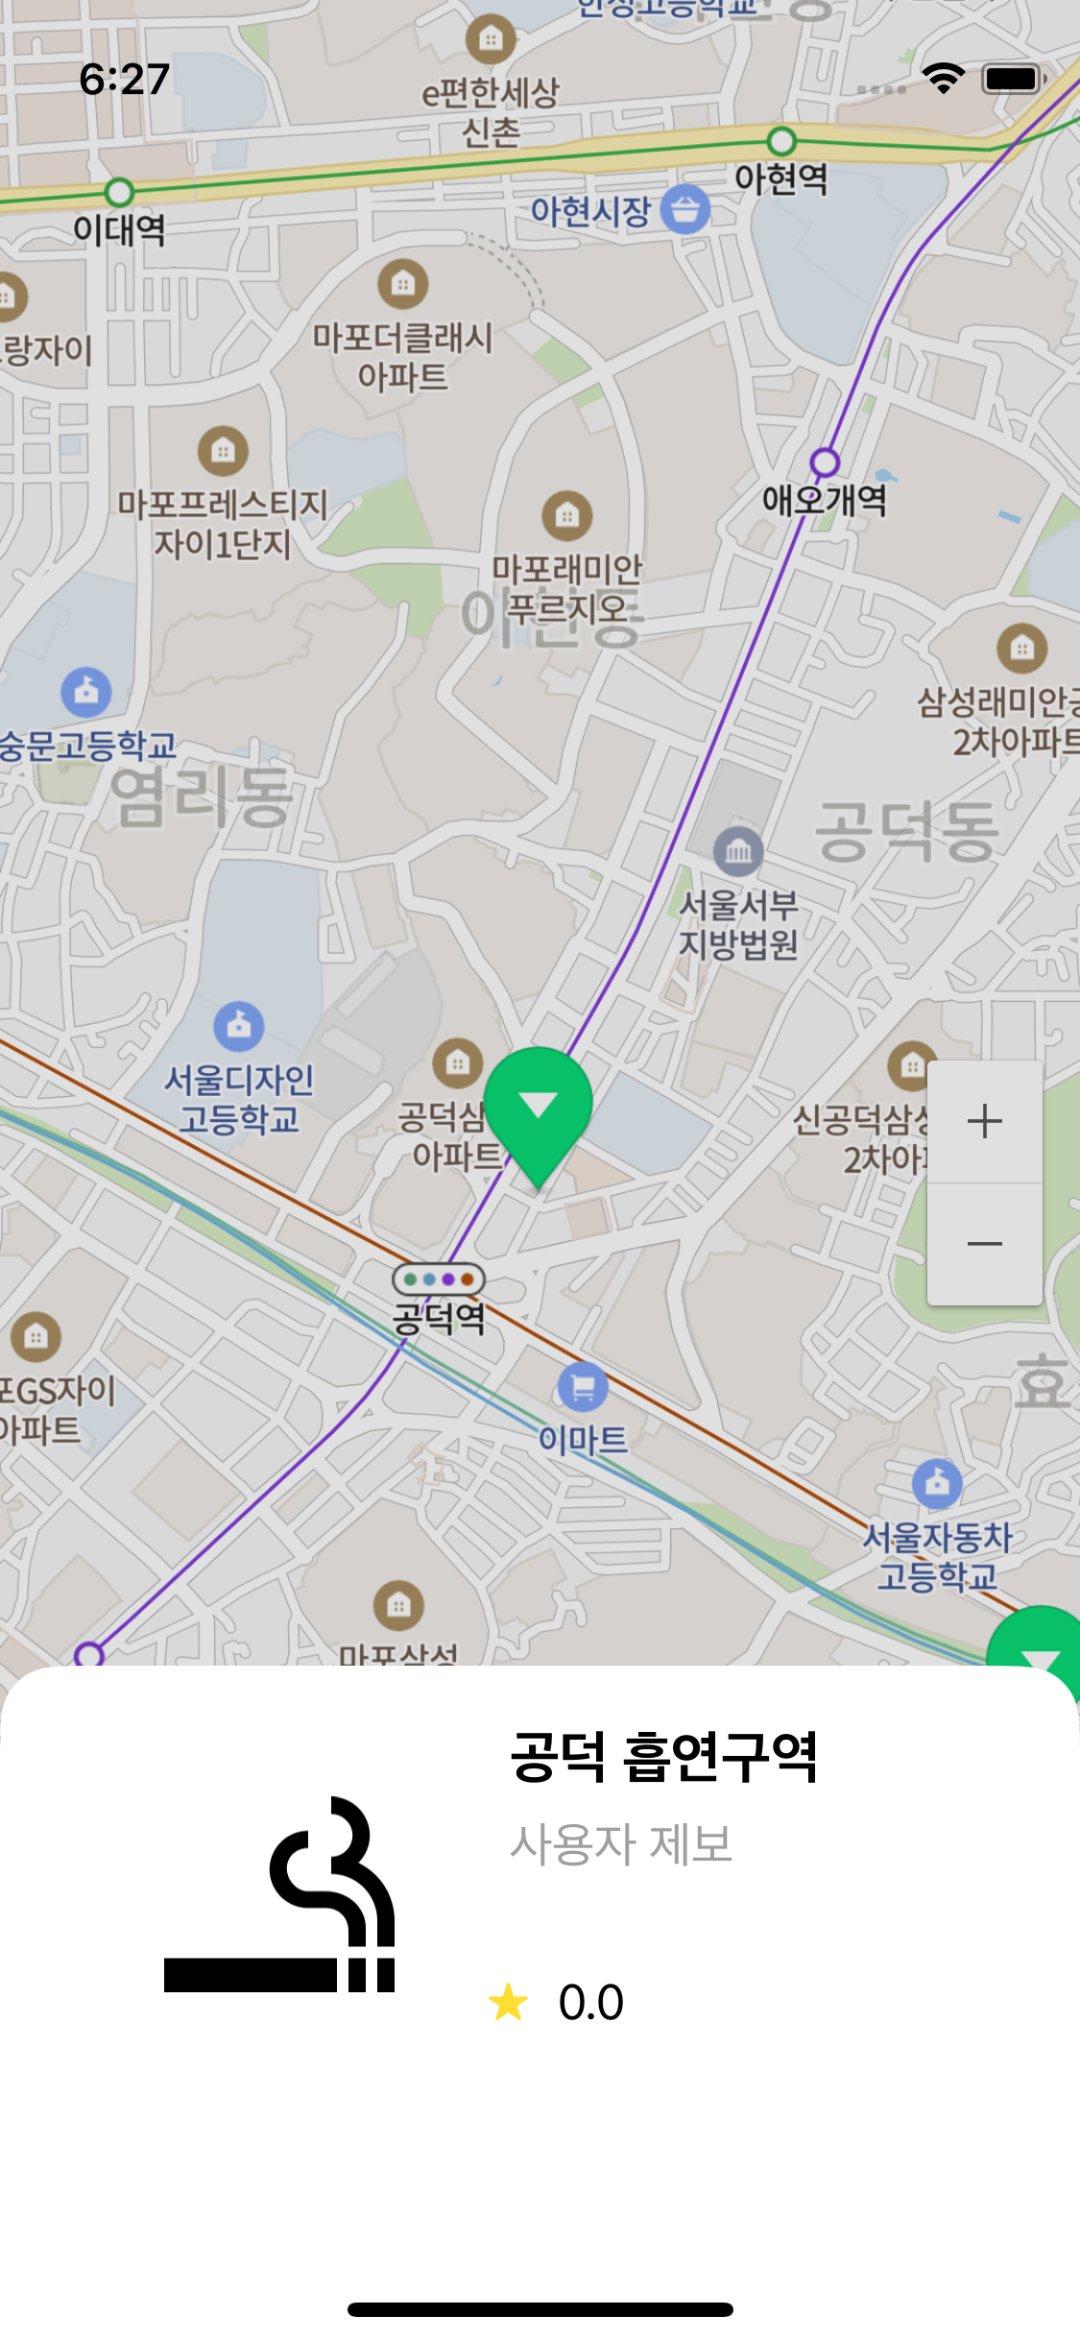 6:27
e편한세상
신촌
아현역
이대역
아현시장
랑자이
마포더클래시
아파트
마포프레스티지
자이1단지
애오개역
마포래미안
푸르지오
아현동
삼성래미안공
2차아파트
숭문고등학교
염리동
공덕동
서울서부
지방법원
서울디자인
고등학교
공덕삼
아파트
신공덕삼성
2차아파
+
−
공덕역
포GS자이
아파트
이마트
효
서울자동차
고등학교
마포삼성
공덕 흡연구역
사용자 제보
0.0